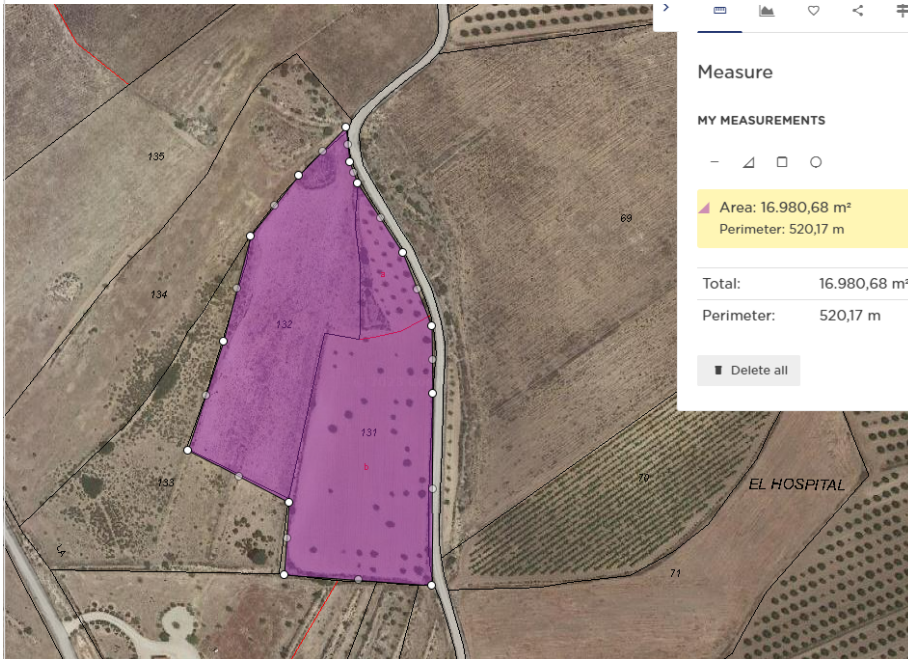 Measure
MY MEASUREMENTS
Area: 16.980,68 m²
Perimeter: 520,17 m
Total: 16.980,68 m²
Perimeter: 520,17 m
Delete all
135
69
a
134
132
131
b
133
70
EL HOSPITAL
71